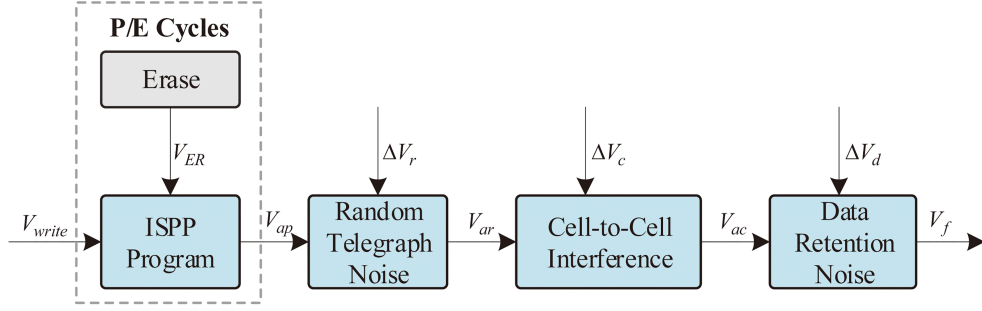 P/E Cycles
Erase
V_ER
ΔV_r
ΔV_c
ΔV_d
V_write
ISPP
Program
V_ap
Random
Telegraph
Noise
V_ar
Cell-to-Cell
Interference
V_ac
Data
Retention
Noise
V_f